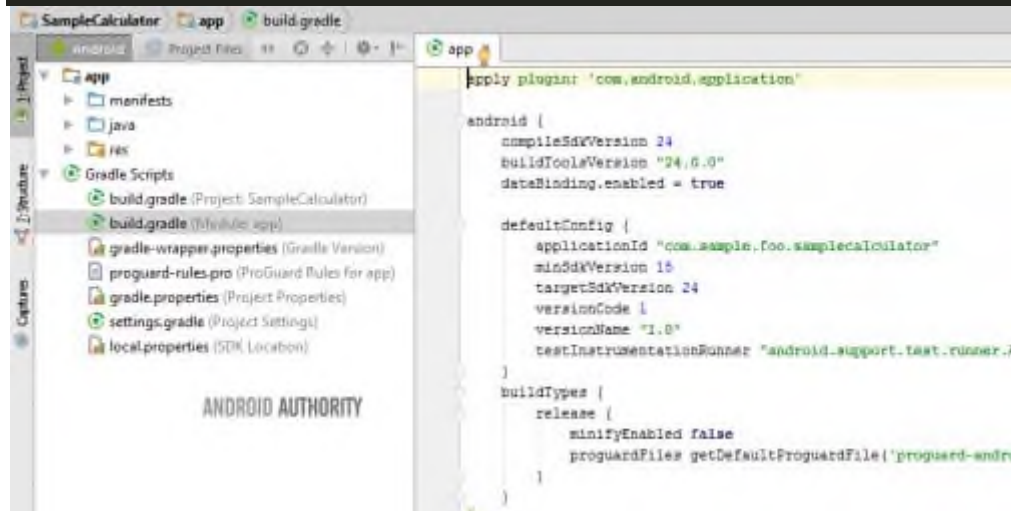 SampleCalculator app build.gradle
Android Project Files
app
1: Project
2: Structure
Captures
app
manifests
java
res
Gradle Scripts
build.gradle (Project: SampleCalculator)
build.gradle (Module: app)
gradle-wrapper.properties (Gradle Version)
proguard-rules.pro (ProGuard Rules for app)
gradle.properties (Project Properties)
settings.gradle (Project Settings)
local.properties (SDK Location)
ANDROID AUTHORITY
apply plugin: 'com.android.application'
android {
compileSdkVersion 24
buildToolsVersion "24.0.0"
dataBinding.enabled = true
defaultConfig {
applicationId "com.sample.foo.samplecalculator"
minSdkVersion 15
targetSdkVersion 24
versionCode 1
versionName "1.0"
testInstrumentationRunner "android.support.test.runner.
}
buildTypes {
release {
minifyEnabled false
proguardFiles getDefaultProguardFile('proguard-andr
}
}